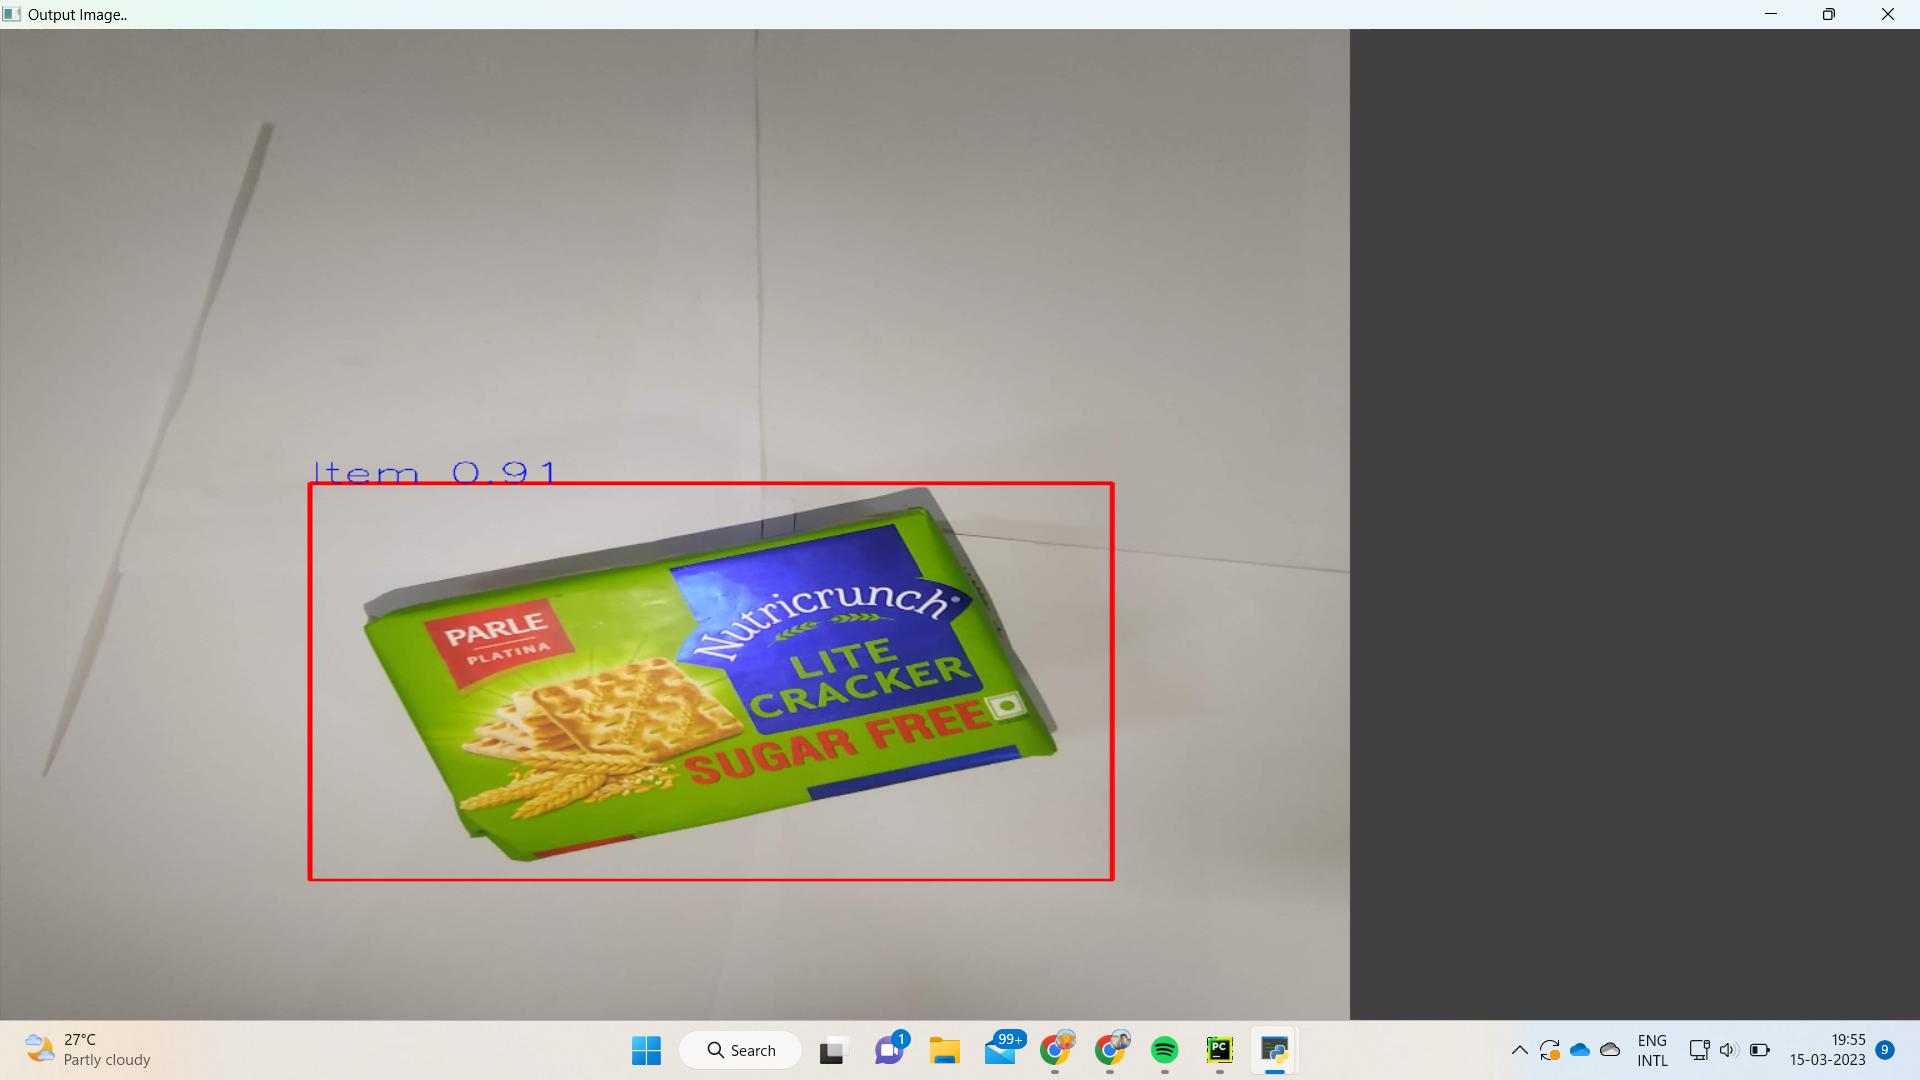 Output Image..
Item 0.91
PARLE
PLATINA
Nutricrunch
LITE
CRACKER
SUGAR FREE
27°C
Partly cloudy
Search
1
99+
PC
ENG
INTL
19:55
15-03-2023
9